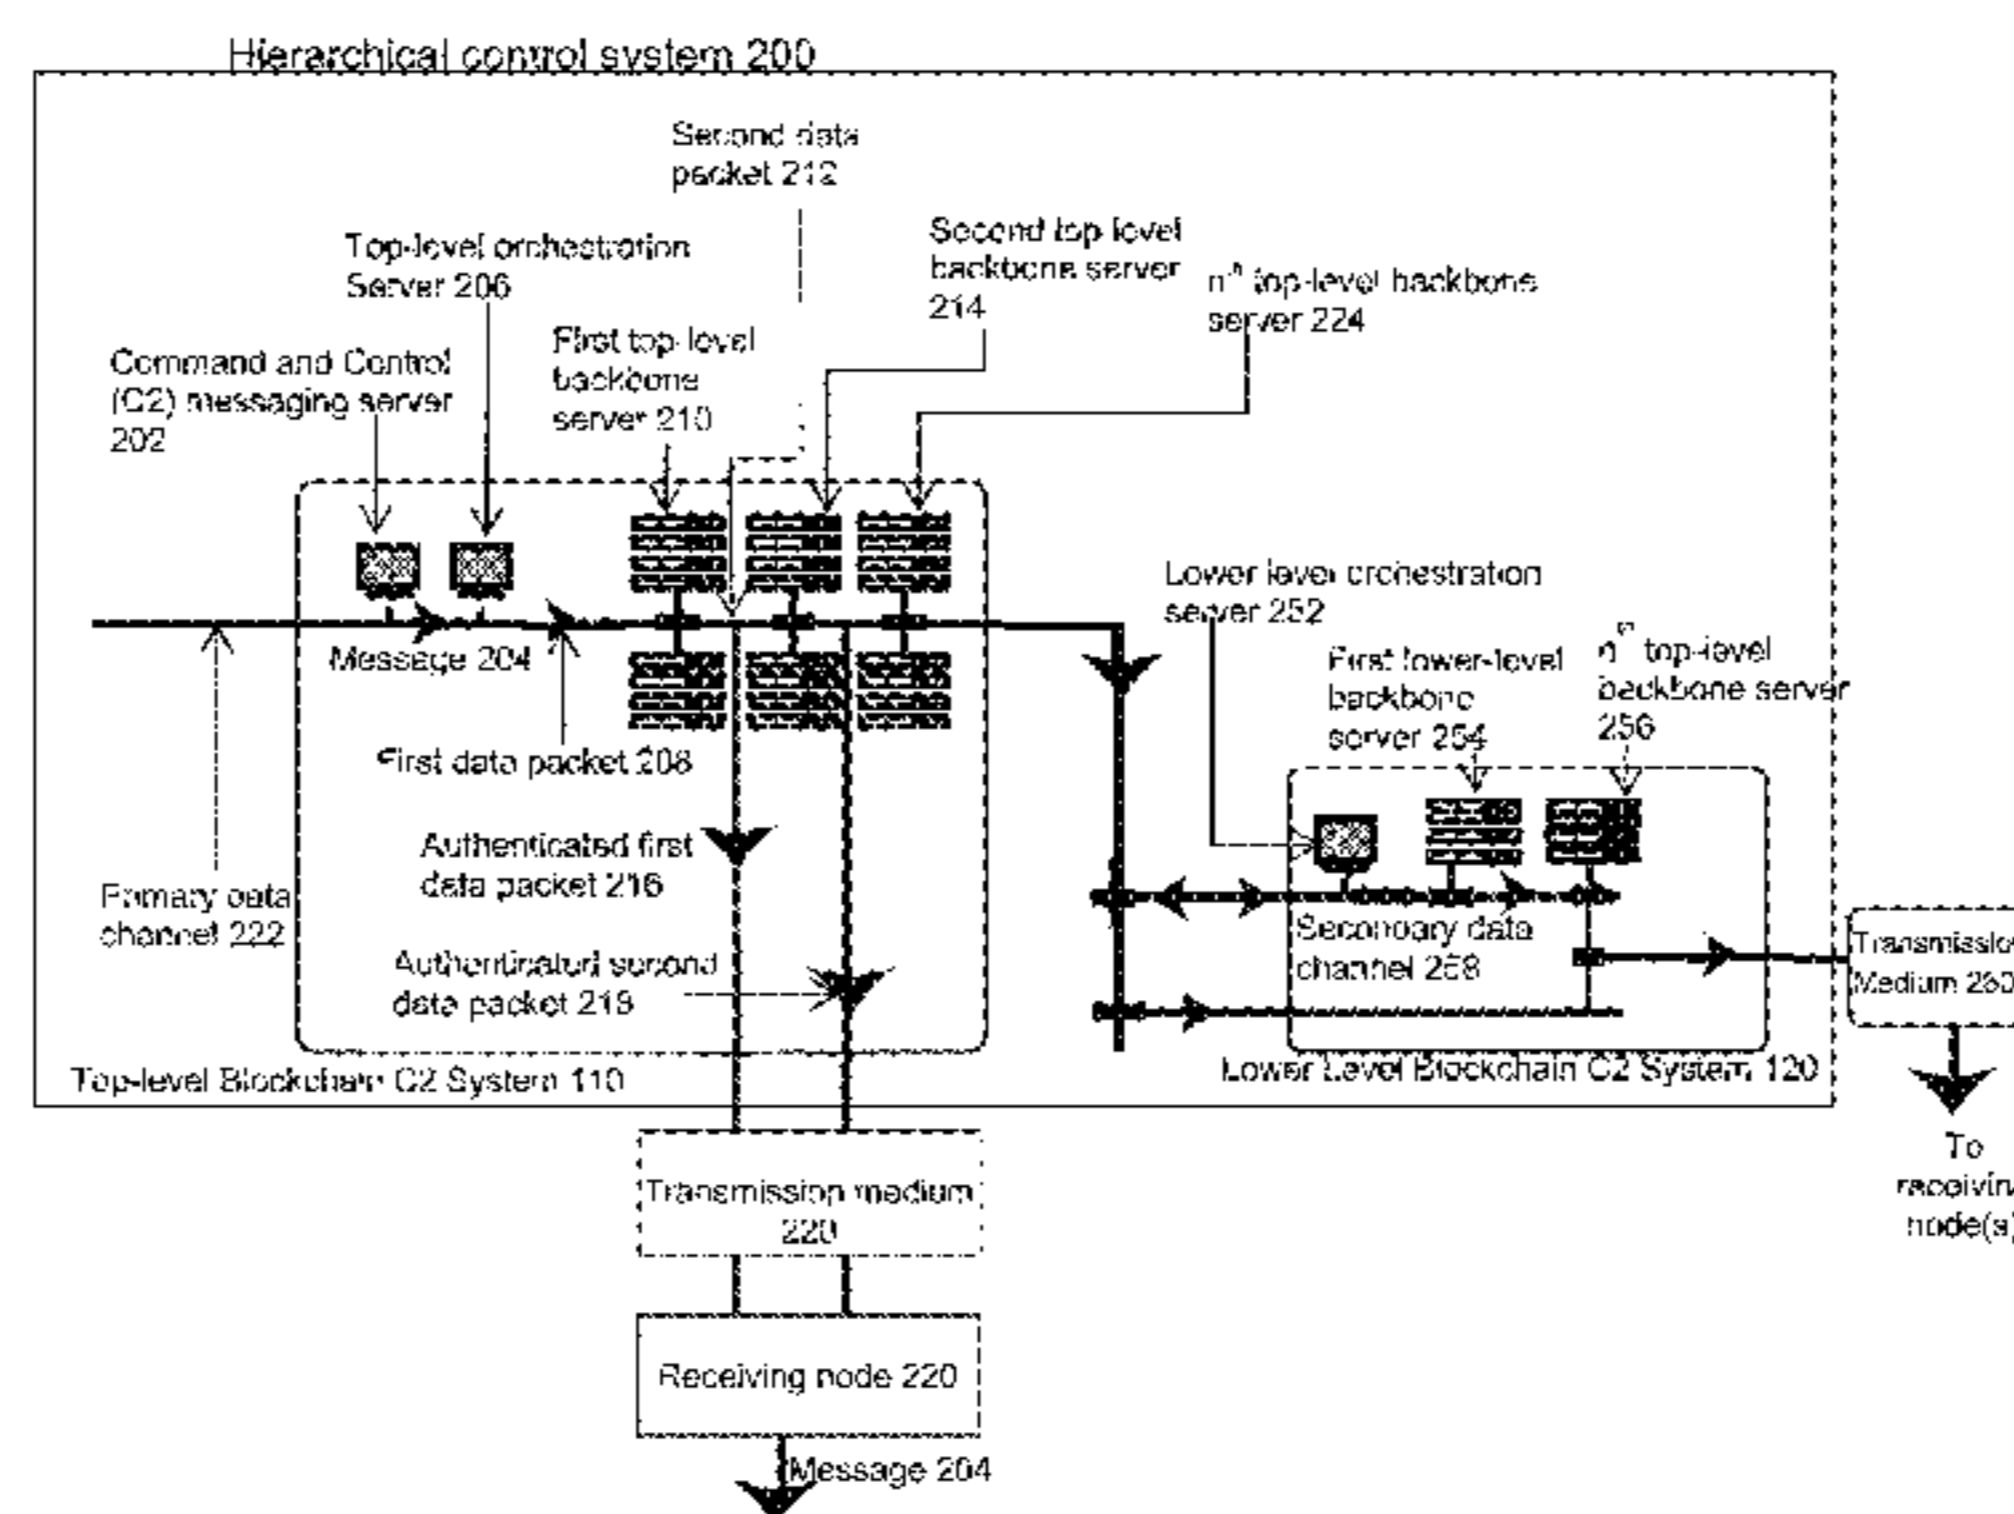 Hierarchical control system 200
Second data
packet 212
Top-level orchestration
Server 206
Second top level
backbone server
214
nth top-level backbone
server 224
First top-level
backbone
server 210
Command and Control
(C2) messaging server
202
Message 204
First data packet 208
Lower level orchestration
server 252
First lower-level
backbone
server 254
top-level
backbone server
256
Authenticated first
data packet 216
Primary data
channel 222
Authenticated second
data packet 218
Secondary data
channel 258
Medium
Top-level Blockchain C2 System 110
Lower Level Blockchain C2 System 120
To
node(s)
Transmission medium
220
Receiving node 220
Message 204